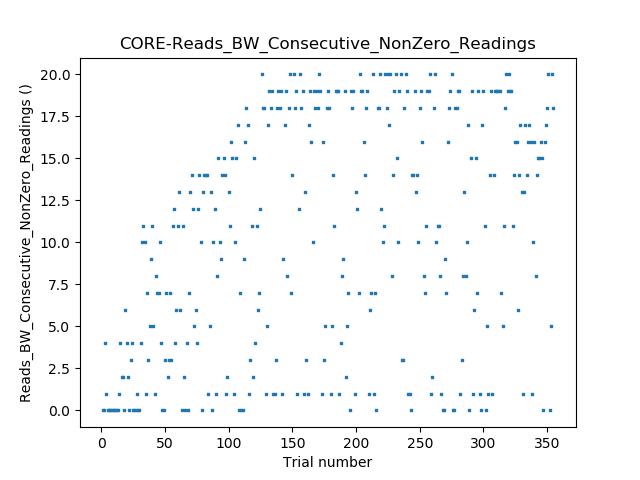 CORE-Reads_BW_Consecutive_NonZero_Readings
Reads_BW_Consecutive_NonZero_Readings ()
20.0
17.5
15.0
12.5
10.0
7.5
5.0
2.5
0.0
0 50 100 150 200 250 300 350
Trial number